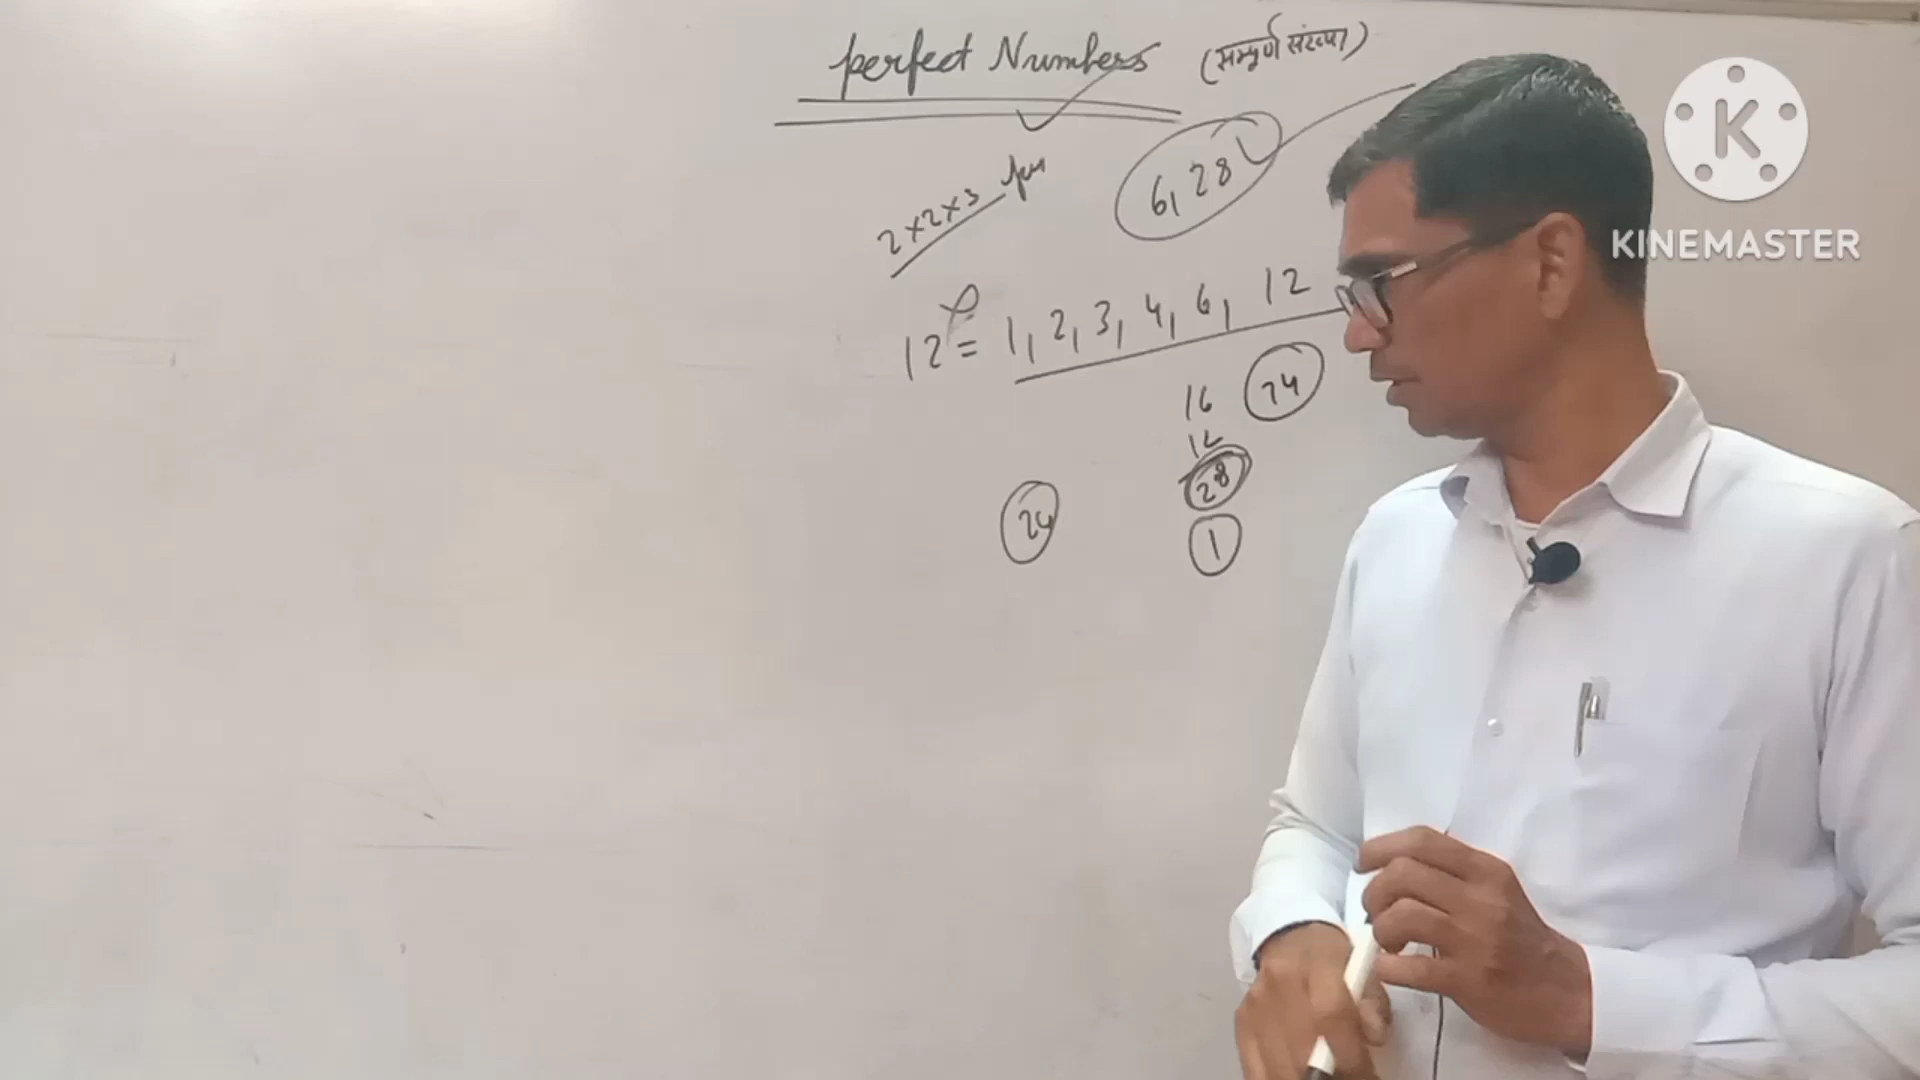 perfect Numbers (सम्पूर्ण संख्या)
6, 28
2×2×3
12 = 1, 2, 3, 4, 6, 12
16 24
12
28
24 1
K
KINEMASTER